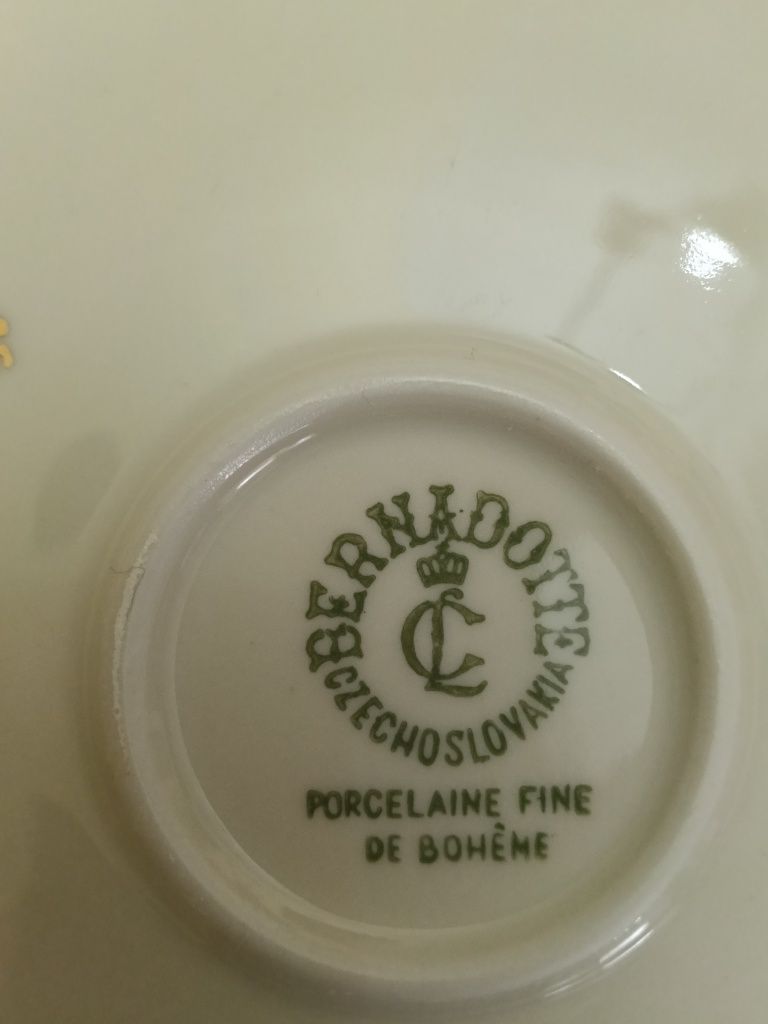 BERNADOTTE
CL
CZECHOSLOVAKIA
PORCELAINE FINE
DE BOHÊME